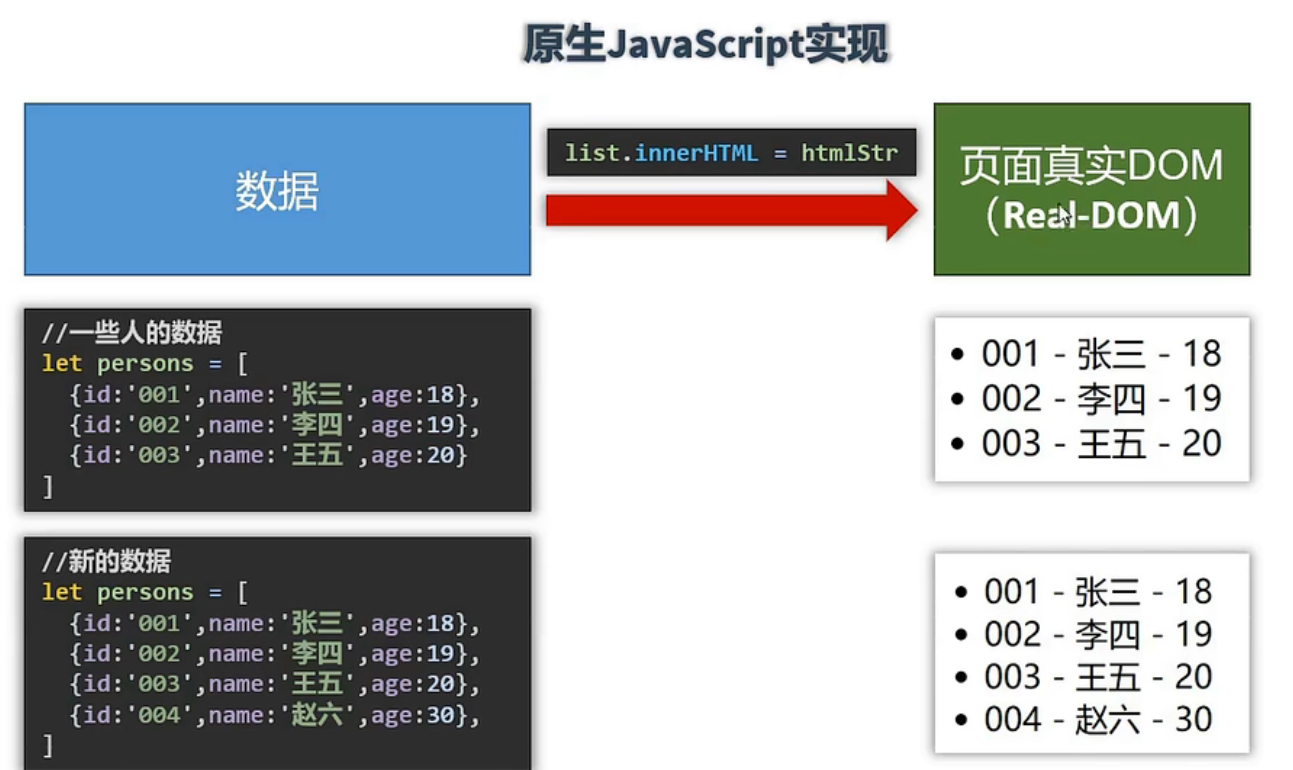 原生JavaScript实现
数据
list.innerHTML = htmlStr
页面真实DOM
（Real-DOM）
//一些人的数据
let persons = [
{id:'001',name:'张三',age:18},
{id:'002',name:'李四',age:19},
{id:'003',name:'王五',age:20}
]
• 001 - 张三 - 18
• 002 - 李四 - 19
• 003 - 王五 - 20
//新的数据
let persons = [
{id:'001',name:'张三',age:18},
{id:'002',name:'李四',age:19},
{id:'003',name:'王五',age:20},
{id:'004',name:'赵六',age:30},
]
• 001 - 张三 - 18
• 002 - 李四 - 19
• 003 - 王五 - 20
• 004 - 赵六 - 30